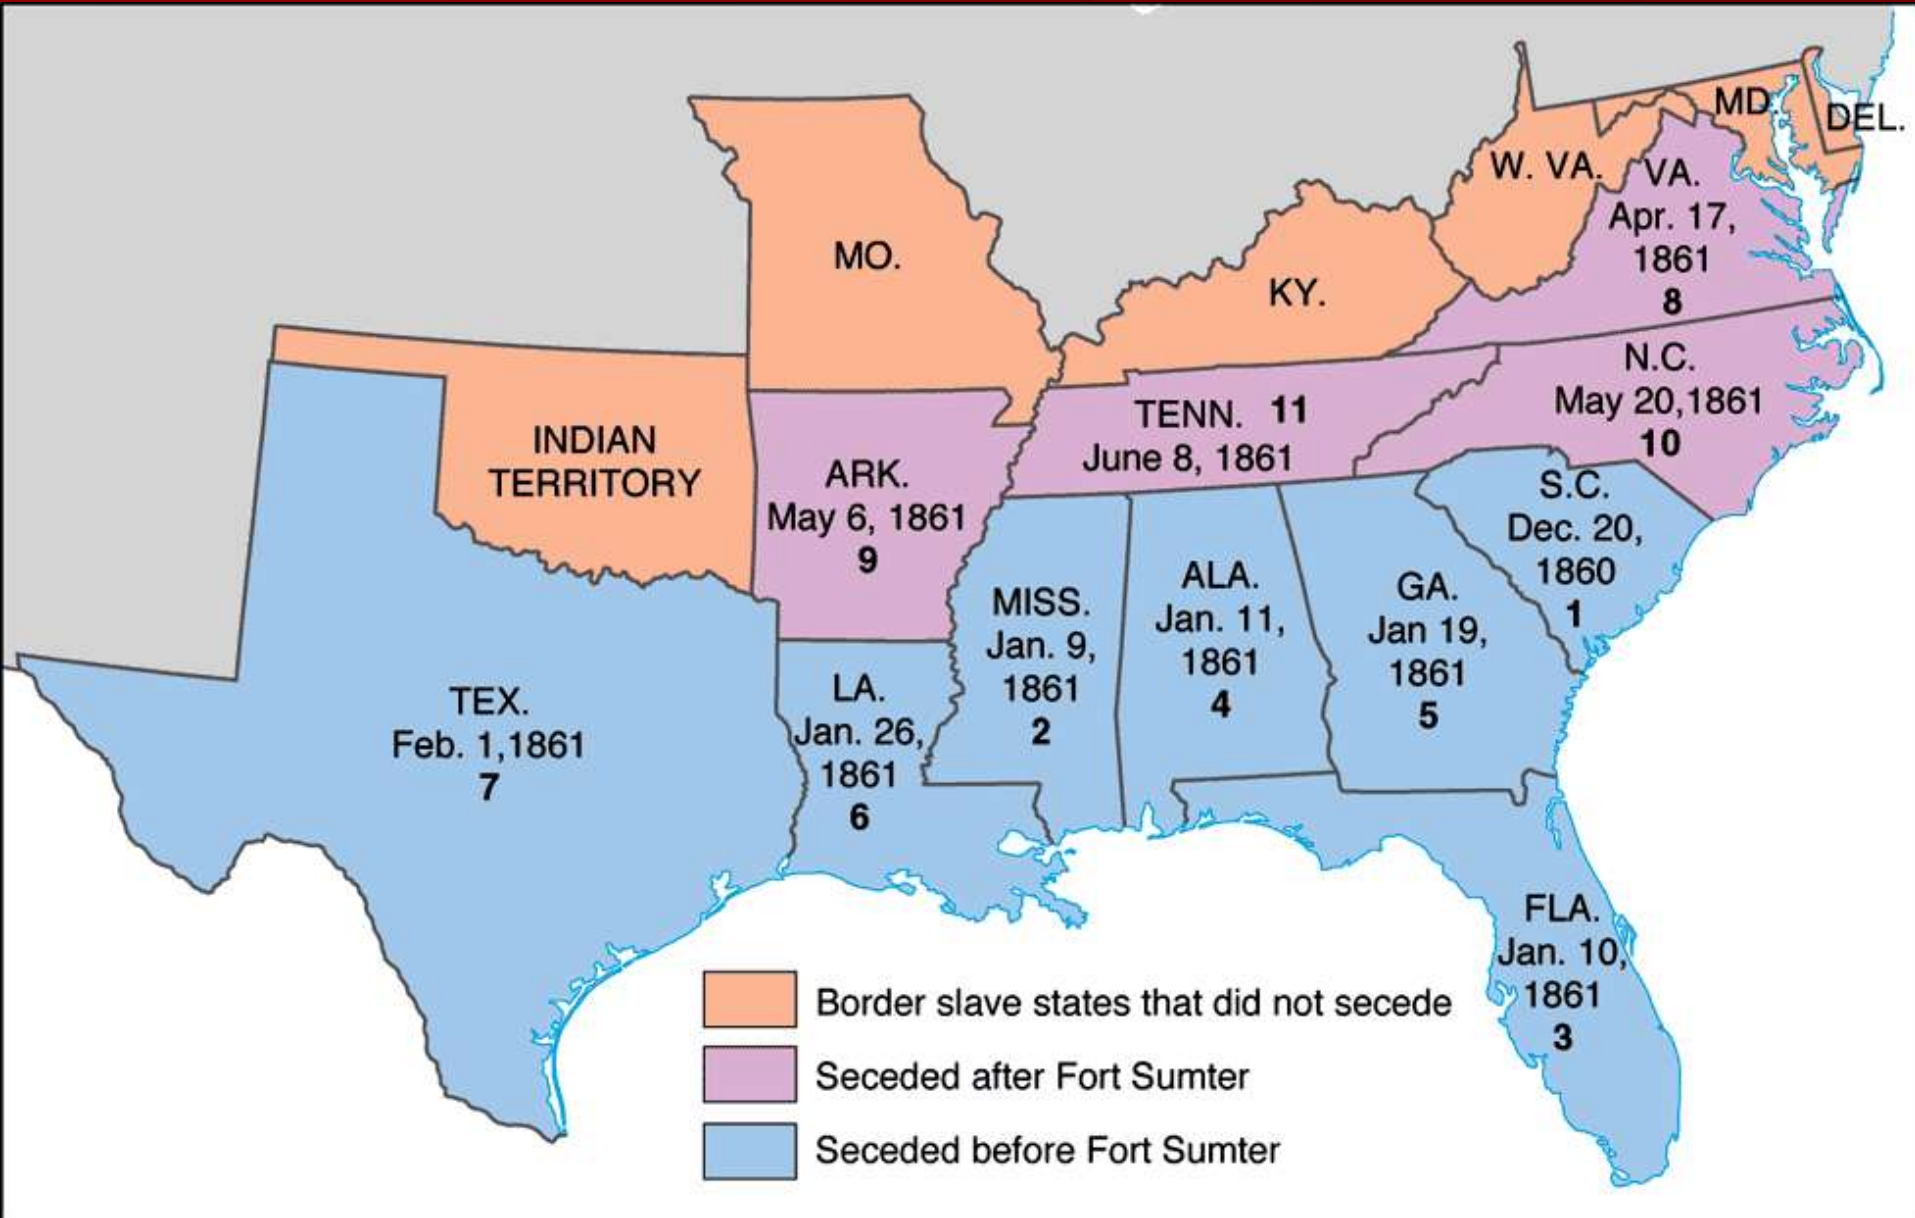 MD.
DEL.
W. VA.
VA.
Apr. 17,
1861
8
MO.
KY.
N.C.
May 20,1861
10
TENN. 11
June 8, 1861
INDIAN
TERRITORY
ARK.
May 6, 1861
9
S.C.
Dec. 20,
1860
1
MISS.
Jan. 9,
1861
2
ALA.
Jan. 11,
1861
4
GA.
Jan 19,
1861
5
TEX.
Feb. 1,1861
7
LA.
Jan. 26,
1861
6
FLA.
Jan. 10,
1861
3
Border slave states that did not secede
Seceded after Fort Sumter
Seceded before Fort Sumter